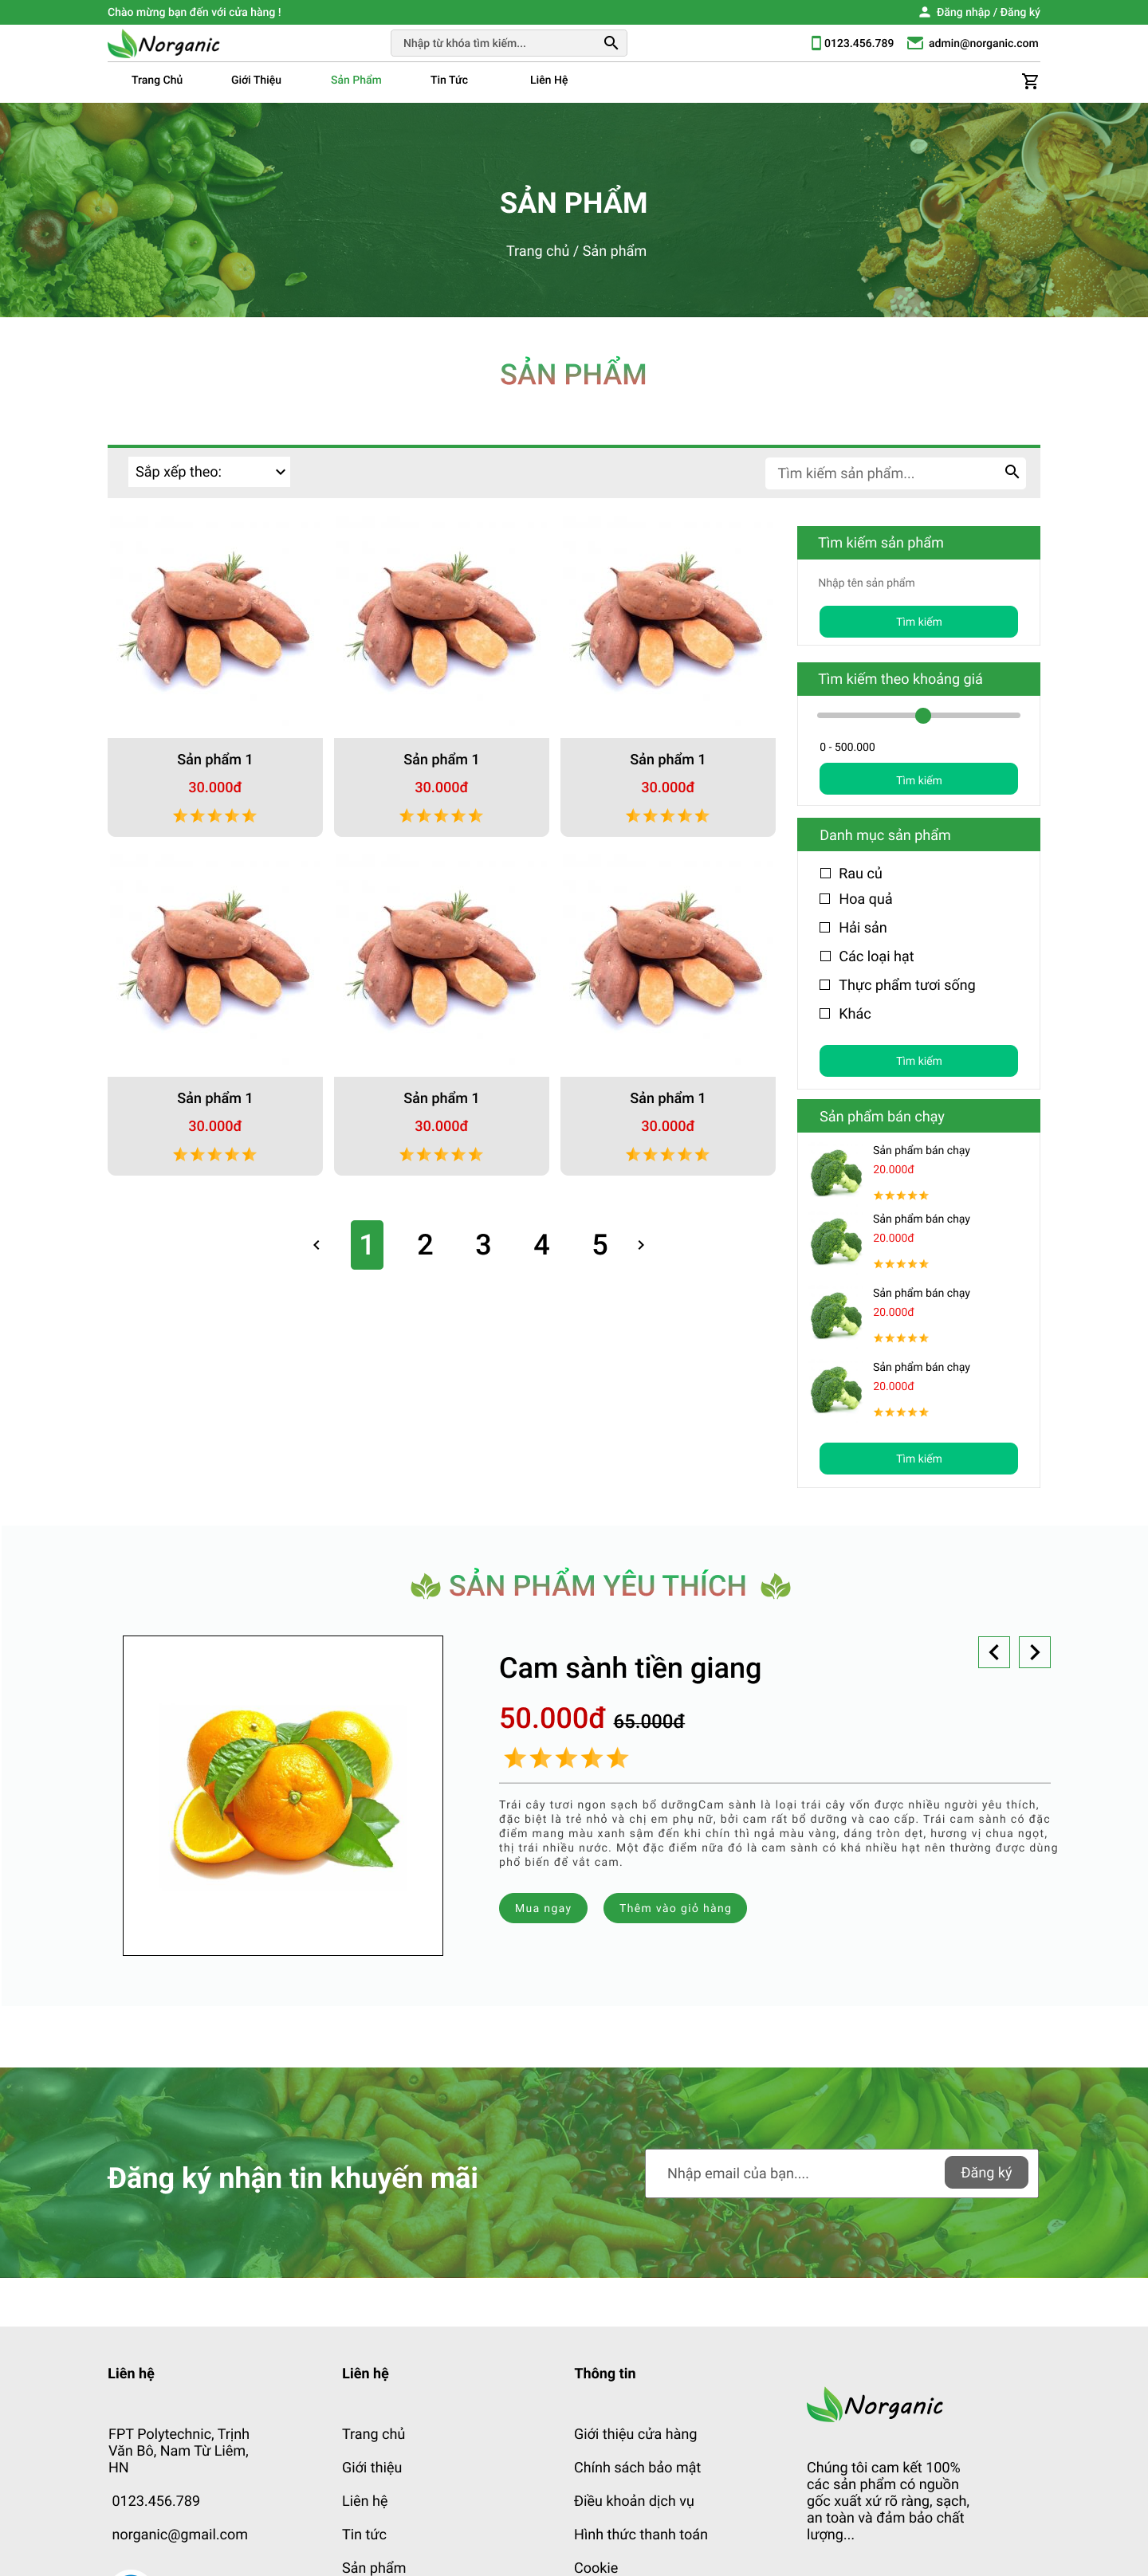 Chào mừng bạn đến với cửa hàng !
Đăng nhập / Đăng ký
Norganic
Nhập từ khóa tìm kiếm...
0123.456.789
admin@norganic.com
Trang Chủ
Giới Thiệu
Sản Phẩm
Tin Tức
Liên Hệ
SẢN PHẨM
Trang chủ / Sản phẩm
SẢN PHẨM
Sắp xếp theo:
Tìm kiếm sản phẩm...
Sản phẩm 1
30.000đ
Sản phẩm 1
30.000đ
Sản phẩm 1
30.000đ
Sản phẩm 1
30.000đ
Sản phẩm 1
30.000đ
Sản phẩm 1
30.000đ
1 2 3 4 5
Tìm kiếm sản phẩm
Nhập tên sản phẩm
Tìm kiếm
Tìm kiếm theo khoảng giá
0 - 500.000
Tìm kiếm
Danh mục sản phẩm
Rau củ
Hoa quả
Hải sản
Các loại hạt
Thực phẩm tươi sống
Khác
Tìm kiếm
Sản phẩm bán chạy
Sản phẩm bán chạy
20.000đ
Sản phẩm bán chạy
20.000đ
Sản phẩm bán chạy
20.000đ
Sản phẩm bán chạy
20.000đ
Tìm kiếm
SẢN PHẨM YÊU THÍCH
Cam sành tiền giang
50.000đ 65.000đ
Trái cây tươi ngon sạch bổ dưỡngCam sành là loại trái cây vốn được nhiều người yêu thích,
đặc biệt là trẻ nhỏ và chị em phụ nữ, bởi cam rất bổ dưỡng và cao cấp. Trái cam sành có đặc
điểm mang màu xanh sậm đến khi chín thì ngả màu vàng, dáng tròn dẹt, hương vị chua ngọt,
thị trái nhiều nước. Một đặc điểm nữa đó là cam sành có khá nhiều hạt nên thường được dùng
phổ biến để vắt cam.
Mua ngay
Thêm vào giỏ hàng
Đăng ký nhận tin khuyến mãi
Nhập email của bạn....
Đăng ký
Liên hệ
FPT Polytechnic, Trịnh
Văn Bô, Nam Từ Liêm,
HN
0123.456.789
norganic@gmail.com
Liên hệ
Trang chủ
Giới thiệu
Liên hệ
Tin tức
Sản phẩm
Thông tin
Giới thiệu cửa hàng
Chính sách bảo mật
Điều khoản dịch vụ
Hình thức thanh toán
Cookie
Norganic
Chúng tôi cam kết 100%
các sản phẩm có nguồn
gốc xuất xứ rõ ràng, sạch,
an toàn và đảm bảo chất
lượng...